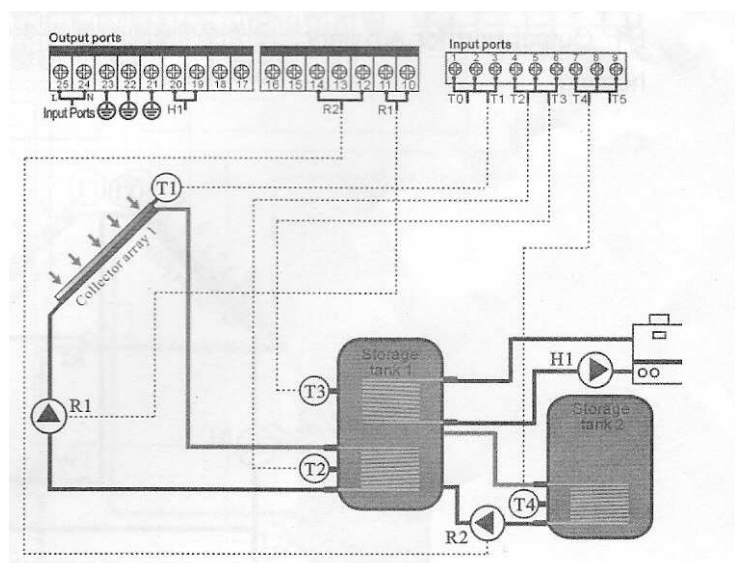 Output ports
Input ports
1 2 3 4 5 6 7 8 9
25 24 23 22 21 20 19 18 17
16 15 14 13 12 11 10
L N
Input Ports
H1
R2
R1
T0 T1 T2 T3 T4 T5
T1
Collector array 1
R1
Storage
tank 1
T3
T2
H1
Storage
tank 2
T4
R2